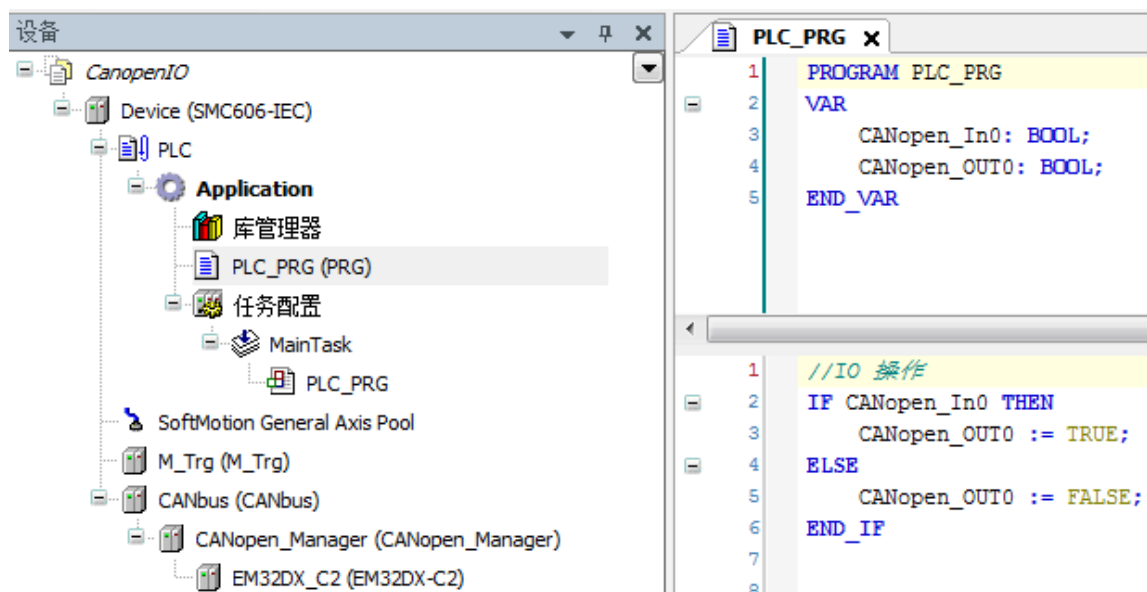 设备
CanopenIO
Device (SMC606-IEC)
PLC
Application
库管理器
PLC_PRG (PRG)
任务配置
MainTask
PLC_PRG
SoftMotion General Axis Pool
M_Trg (M_Trg)
CANbus (CANbus)
CANopen_Manager (CANopen_Manager)
EM32DX_C2 (EM32DX-C2)
PLC_PRG
1 PROGRAM PLC_PRG
2 VAR
3 CANopen_In0: BOOL;
4 CANopen_OUT0: BOOL;
5 END_VAR
1 //IO 操作
2 IF CANopen_In0 THEN
3 CANopen_OUT0 := TRUE;
4 ELSE
5 CANopen_OUT0 := FALSE;
6 END_IF
7
8